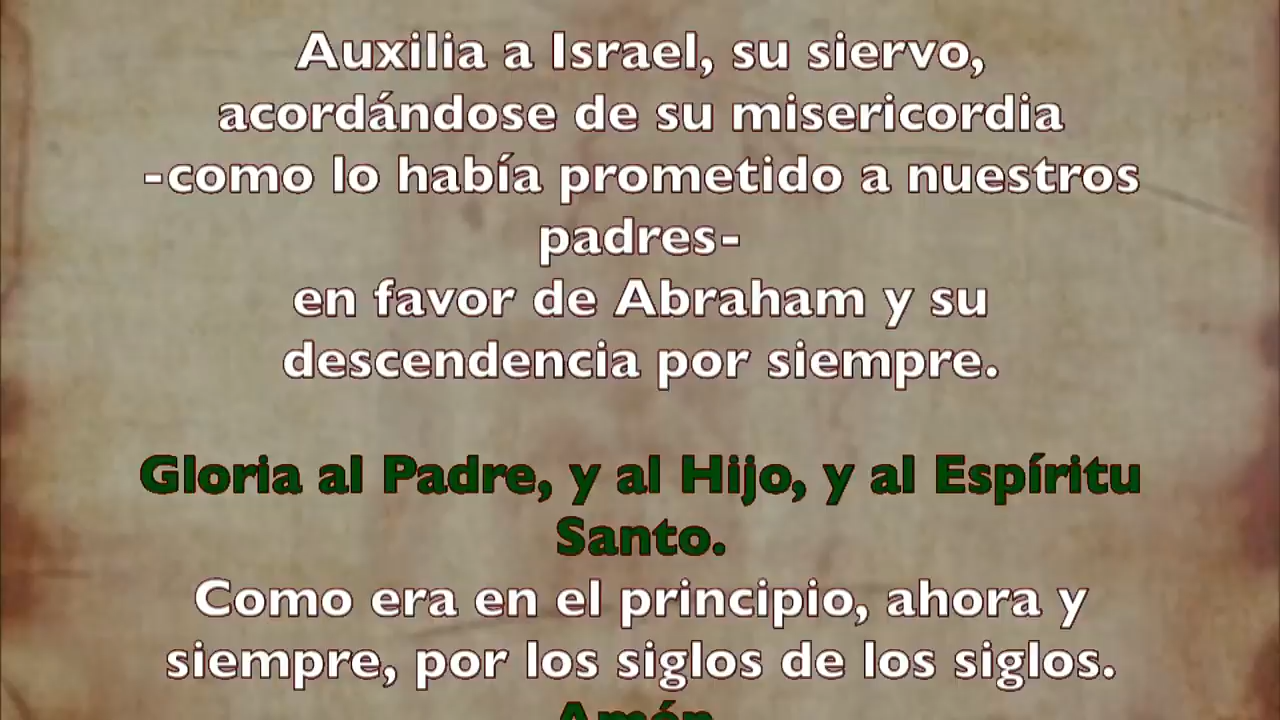 Auxilia a Israel, su siervo,
acordándose de su misericordia
-como lo había prometido a nuestros
padres-
en favor de Abraham y su
descendencia por siempre.
Gloria al Padre, y al Hijo, y al Espíritu
Santo.
Como era en el principio, ahora y
siempre, por los siglos de los siglos.
Amén